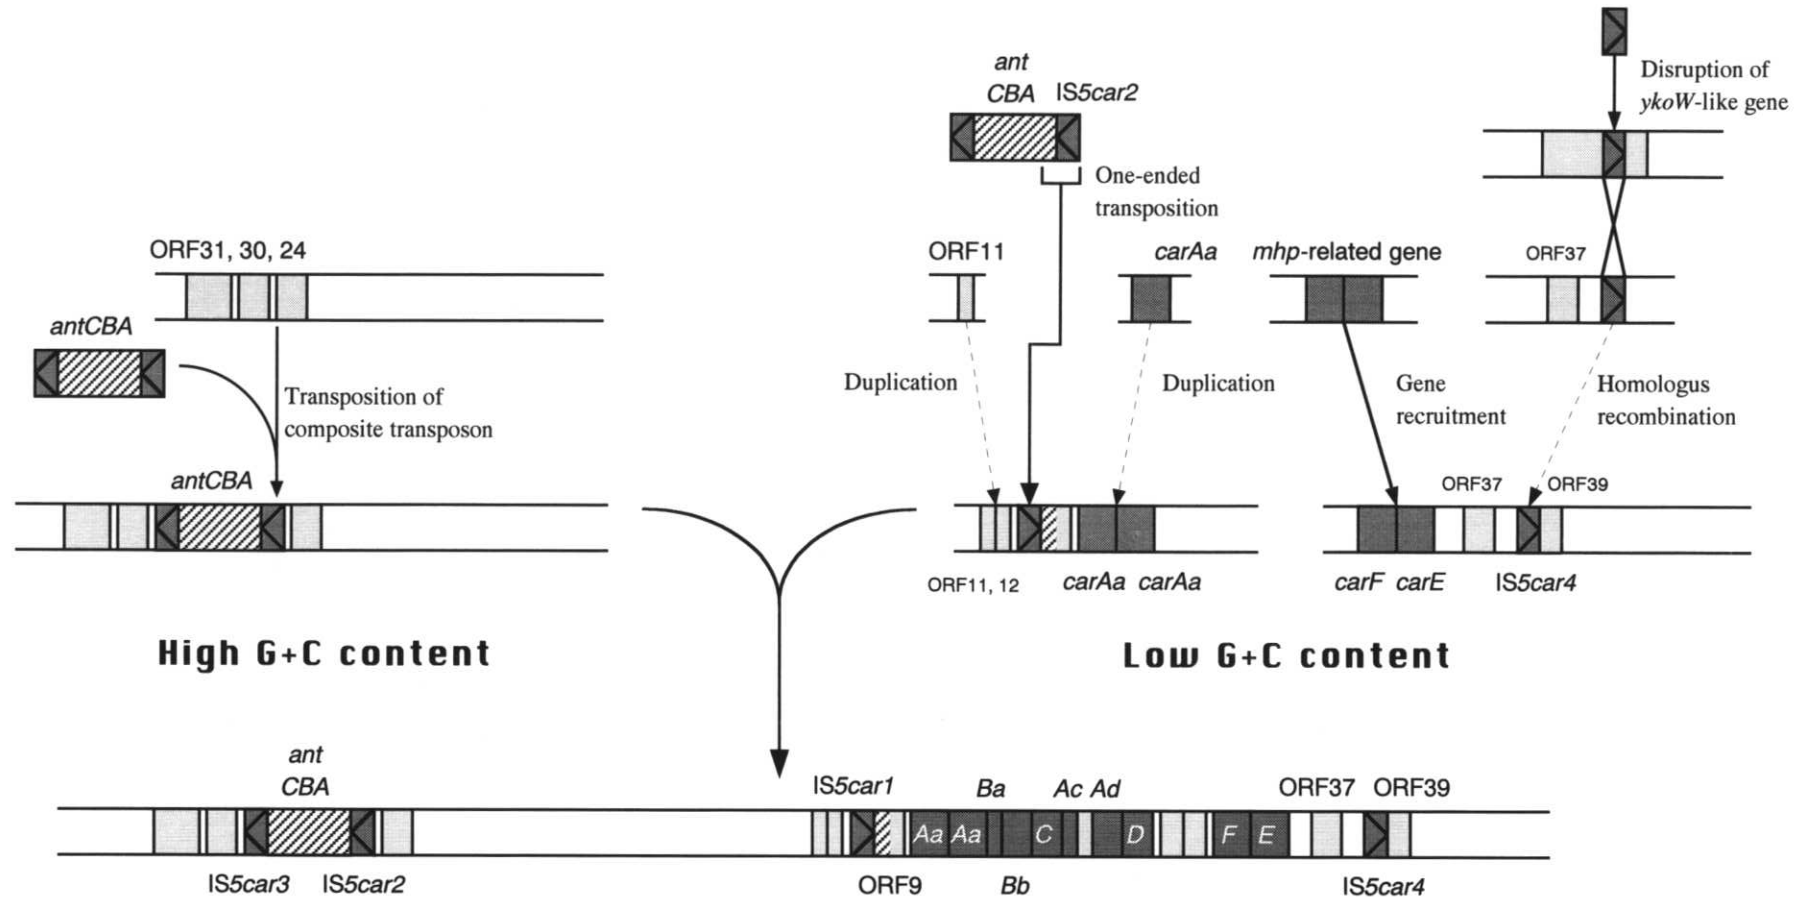 ant
CBA
IS5car2
Disruption of
ykoW-like gene
One-ended
transposition
ORF31, 30, 24
ORF11
carAa
mhp-related gene
ORF37
antCBA
Duplication
Duplication
Gene
recruitment
Homologus
recombination
Transposition of
composite transposon
antCBA
ORF37
ORF39
ORF11, 12
carAa carAa
carF carE
IS5car4
High G+C content
Low G+C content
ant
CBA
IS5car1
Ba
Ac Ad
ORF37
ORF39
Aa Aa C D F E
IS5car3
IS5car2
ORF9
Bb
IS5car4